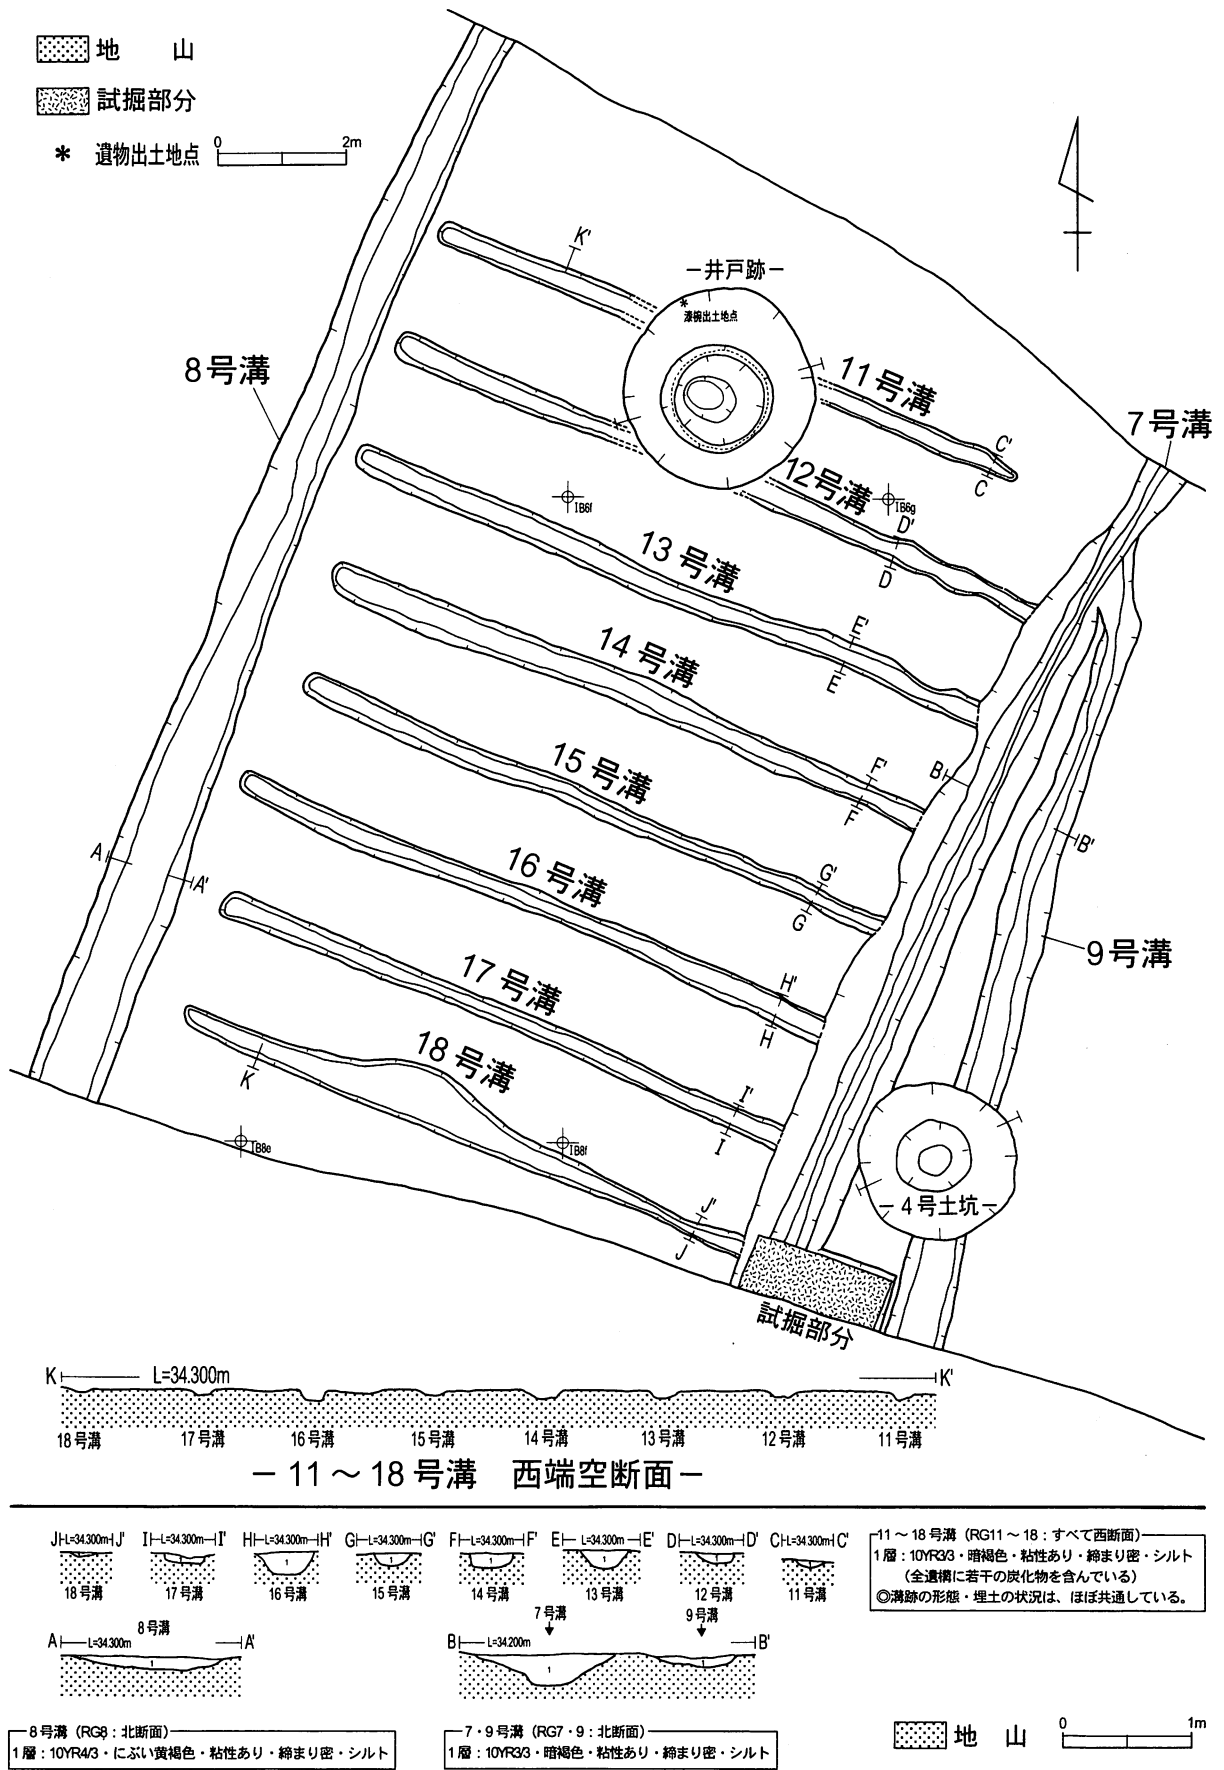 地　山
試掘部分
* 遺物出土地点
0 2m
K'
－井戸跡－
*
漆椀出土地点
8号溝
11号溝
7号溝
C'
C
12号溝
IB6f
IB6g
D'
D
13号溝
E'
E
14号溝
F'
F
B
15号溝
B'
A
A'
16号溝
G'
G
9号溝
17号溝
H'
H
18号溝
K
I'
I
IB8e
IB8f
－4号土坑－
J'
J
試掘部分
K L=34.300m K'
18号溝 17号溝 16号溝 15号溝 14号溝 13号溝 12号溝 11号溝
－11～18号溝　西端空断面－
J L=34.300m J' I L=34.300m I' H L=34.300m H' G L=34.300m G' F L=34.300m F' E L=34.300m E' D L=34.300m D' C L=34.300m C'
1 1 1 1 1 1 1
18号溝 17号溝 16号溝 15号溝 14号溝 13号溝 12号溝 11号溝
11～18号溝（RG11～18：すべて西断面）
1層：10YR3/3・暗褐色・粘性あり・締まり密・シルト
（全遺構に若干の炭化物を含んでいる）
◎溝跡の形態・埋土の状況は、ほぼ共通している。
8号溝
A L=34.300m A'
1
7号溝 9号溝
B L=34.200m B'
1 1
8号溝（RG8：北断面）
1層：10YR4/3・にぶい黄褐色・粘性あり・締まり密・シルト
7・9号溝（RG7・9：北断面）
1層：10YR3/3・暗褐色・粘性あり・締まり密・シルト
地　山
0 1m